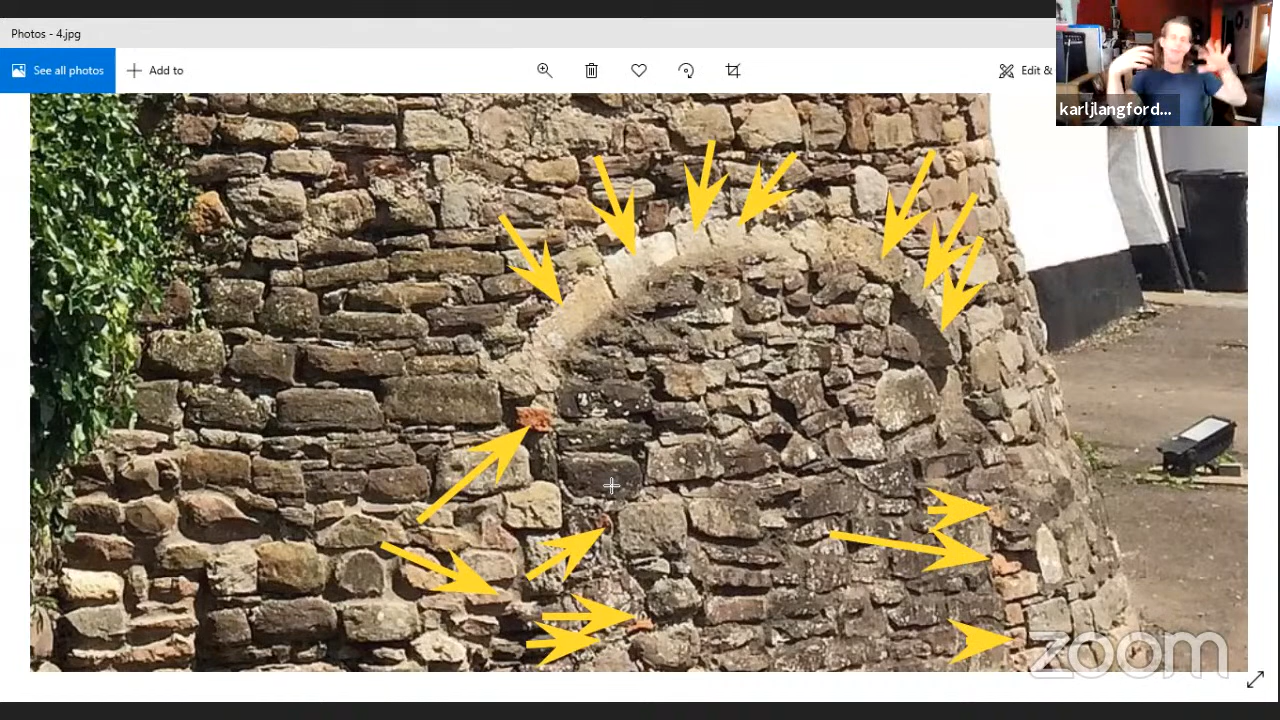 Photos - 4.jpg
See all photos
Add to
Edit &
karljlangford...
zoom